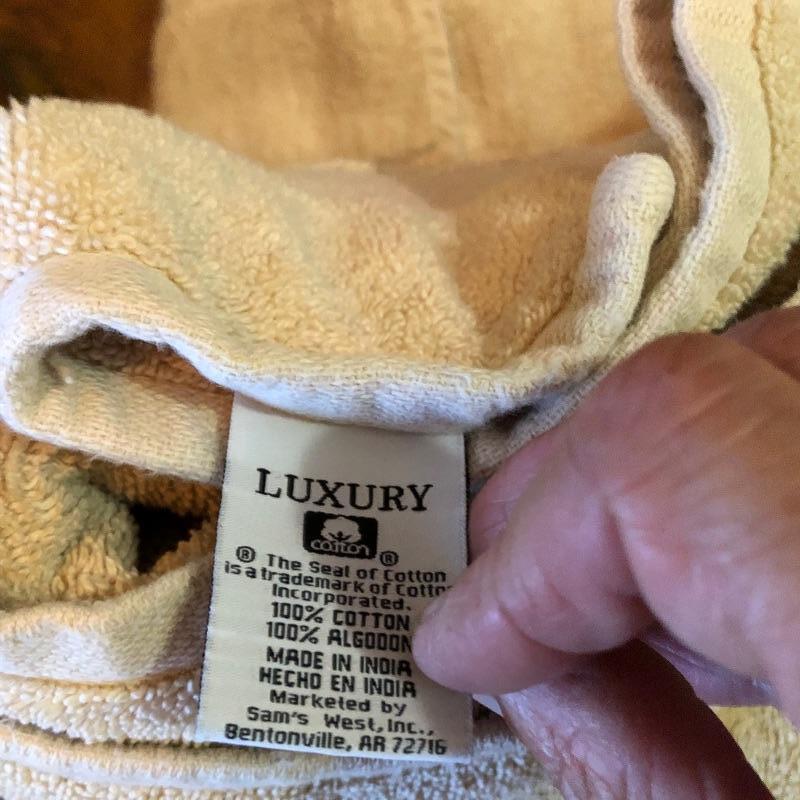 LUXURY
cotton
® ®
The Seal of Cotton
is a trademark of Cotton
Incorporated.
100% COTTON
100% ALGODON
MADE IN INDIA
HECHO EN INDIA
Marketed by
Sam's West, Inc.,
Bentonville, AR 72716